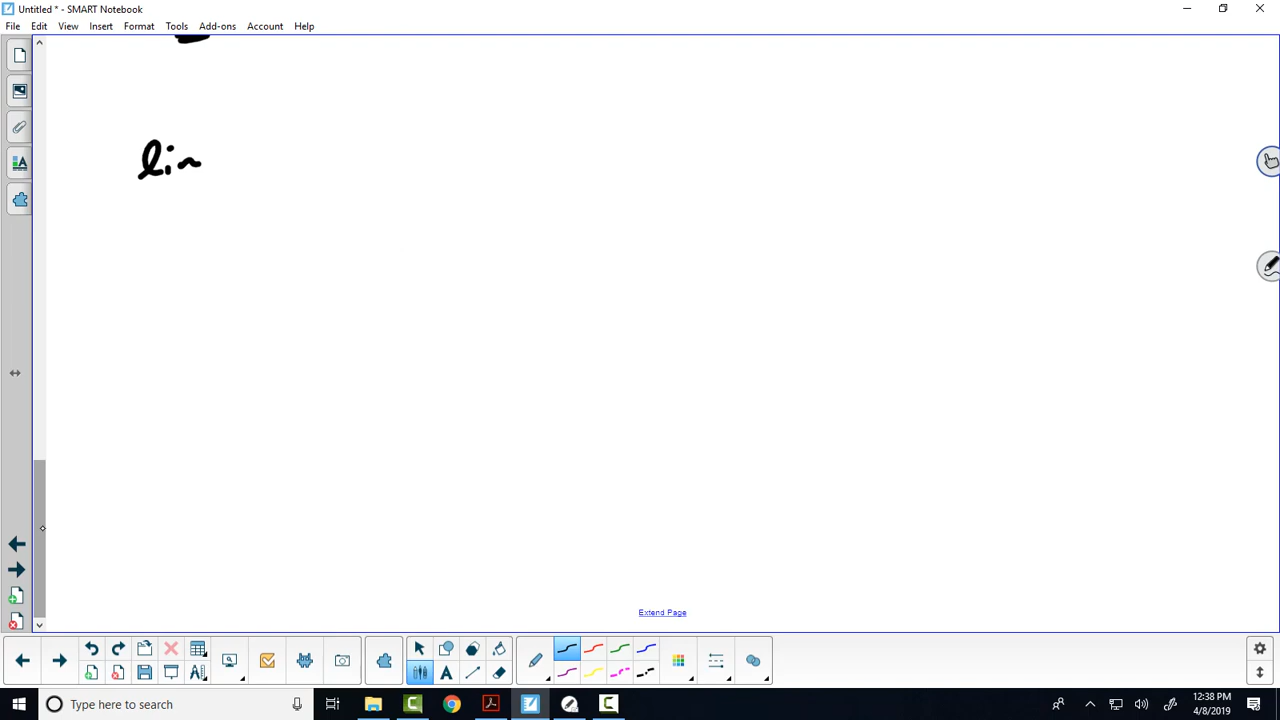 Untitled * - SMART Notebook
File Edit View Insert Format Tools Add-ons Account Help
lim
Extend Page
Type here to search
12:38 PM
4/8/2019